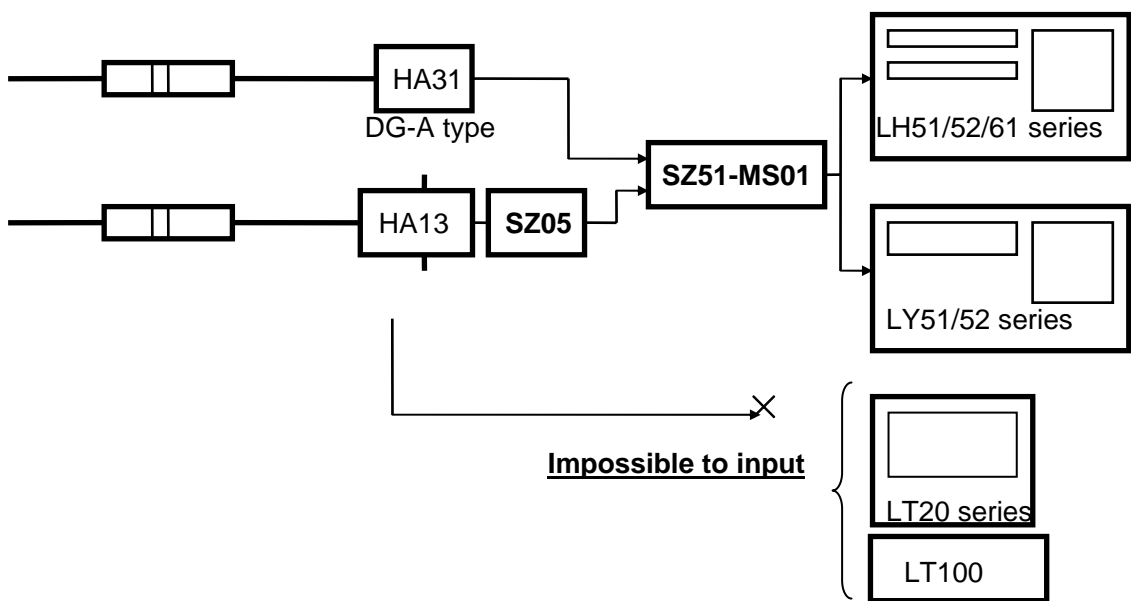 HA31
DG-A type
LH51/52/61 series
SZ51-MS01
HA13
SZ05
LY51/52 series
Impossible to input
LT20 series
LT100